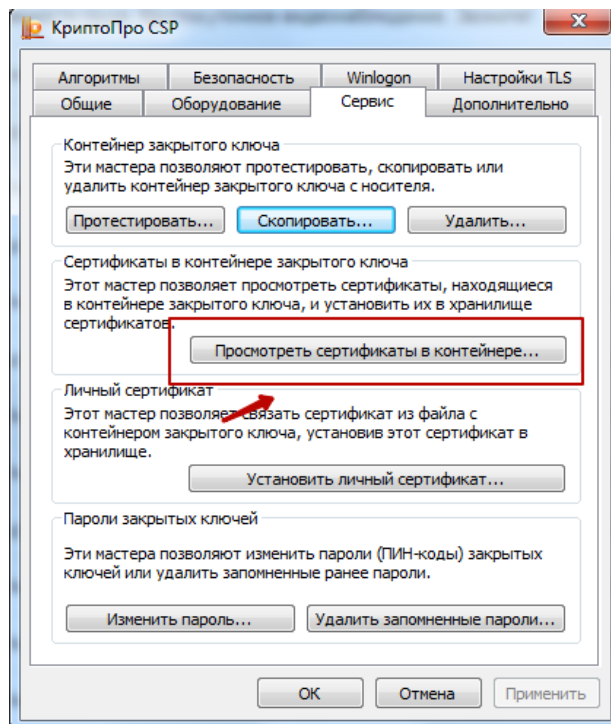 КриптоПро CSP
Алгоритмы Безопасность Winlogon Настройки TLS
Общие Оборудование Сервис Дополнительно
Контейнер закрытого ключа
Эти мастера позволяют протестировать, скопировать или
удалить контейнер закрытого ключа с носителя.
Протестировать... Скопировать... Удалить...
Сертификаты в контейнере закрытого ключа
Этот мастер позволяет просмотреть сертификаты, находящиеся
в контейнере закрытого ключа, и установить их в хранилище
сертификатов.
Просмотреть сертификаты в контейнере...
Личный сертификат
Этот мастер позволяет связать сертификат из файла с
контейнером закрытого ключа, установив этот сертификат в
хранилище.
Установить личный сертификат...
Пароли закрытых ключей
Эти мастера позволяют изменить пароли (ПИН-коды) закрытых
ключей или удалить запомненные ранее пароли.
Изменить пароль... Удалить запомненные пароли...
ОК Отмена Применить